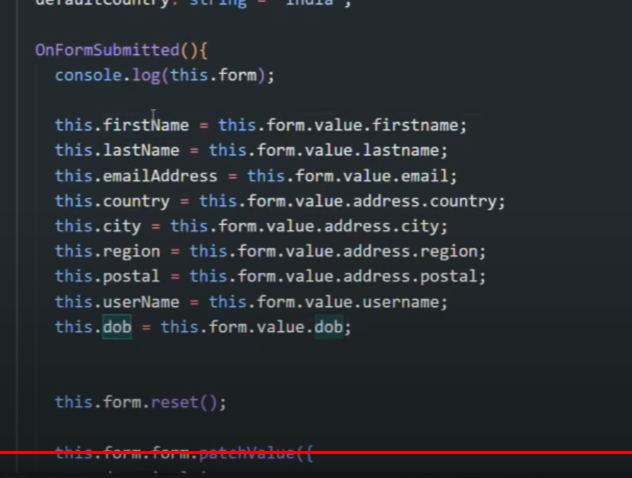 defaultCountry: string = 'India';
OnFormSubmitted(){
console.log(this.form);
this.firstName = this.form.value.firstname;
this.lastName = this.form.value.lastname;
this.emailAddress = this.form.value.email;
this.country = this.form.value.address.country;
this.city = this.form.value.address.city;
this.region = this.form.value.address.region;
this.postal = this.form.value.address.postal;
this.userName = this.form.value.username;
this.dob = this.form.value.dob;
this.form.reset();
this.form.form.patchValue({